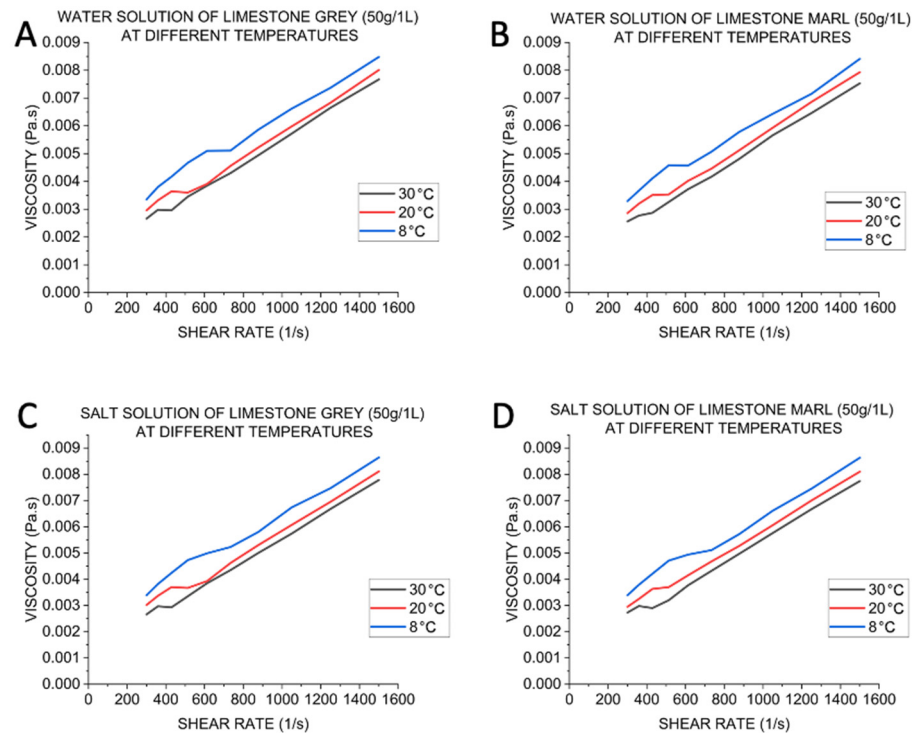 A
WATER SOLUTION OF LIMESTONE GREY (50g/1L)
AT DIFFERENT TEMPERATURES
0.009
0.008
0.007
0.006
0.005
0.004
0.003
0.002
0.001
0.000
VISCOSITY (Pa.s)
30°C
20°C
8°C
0 200 400 600 800 1000 1200 1400 1600
SHEAR RATE (1/s)
B
WATER SOLUTION OF LIMESTONE MARL (50g/1L)
AT DIFFERENT TEMPERATURES
0.009
0.008
0.007
0.006
0.005
0.004
0.003
0.002
0.001
0.000
VISCOSITY (Pa.s)
30°C
20°C
8°C
0 200 400 600 800 1000 1200 1400 1600
SHEAR RATE (1/s)
C
SALT SOLUTION OF LIMESTONE GREY (50g/1L)
AT DIFFERENT TEMPERATURES
0.009
0.008
0.007
0.006
0.005
0.004
0.003
0.002
0.001
0.000
VISCOSITY (Pa.s)
30°C
20°C
8°C
0 200 400 600 800 1000 1200 1400 1600
SHEAR RATE (1/s)
D
SALT SOLUTION OF LIMESTONE MARL (50g/1L)
AT DIFFERENT TEMPERATURES
0.009
0.008
0.007
0.006
0.005
0.004
0.003
0.002
0.001
0.000
VISCOSITY (Pa.s)
30°C
20°C
8°C
0 200 400 600 800 1000 1200 1400 1600
SHEAR RATE (1/s)